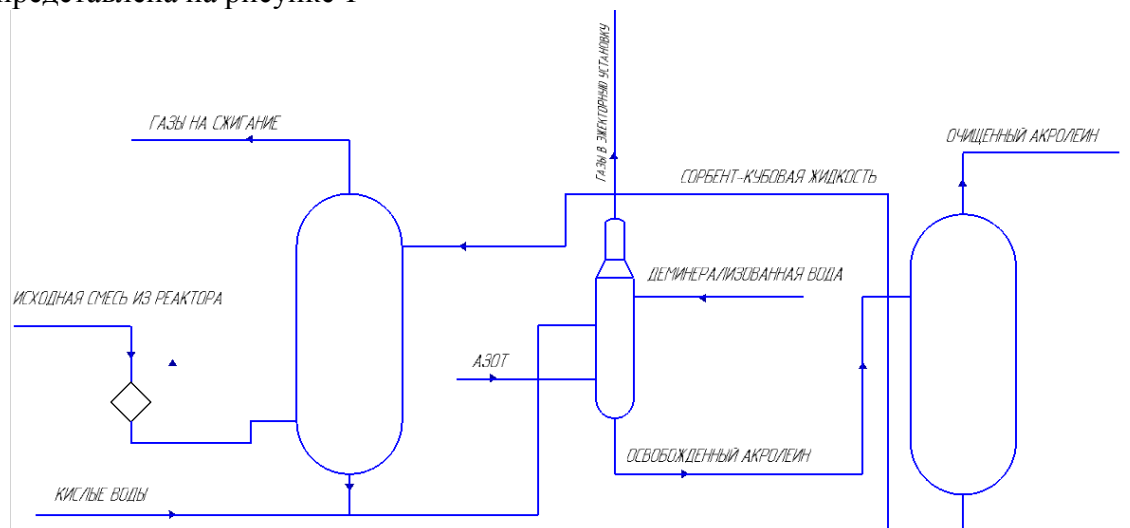 представлена на рисунке 1
ГАЗЫ НА СЖИГАНИЕ
ГАЗЫ В ЭЖЕКТОРНУЮ УСТАНОВКУ
ОЧИЩЕННЫЙ АКРОЛЕИН
СОРБЕНТ-КУБОВАЯ ЖИДКОСТЬ
ДЕМИНЕРАЛИЗОВАННАЯ ВОДА
ИСХОДНАЯ СМЕСЬ ИЗ РЕАКТОРА
АЗОТ
ОСВОБОЖДЕННЫЙ АКРОЛЕИН
КИСЛЫЕ ВОДЫ